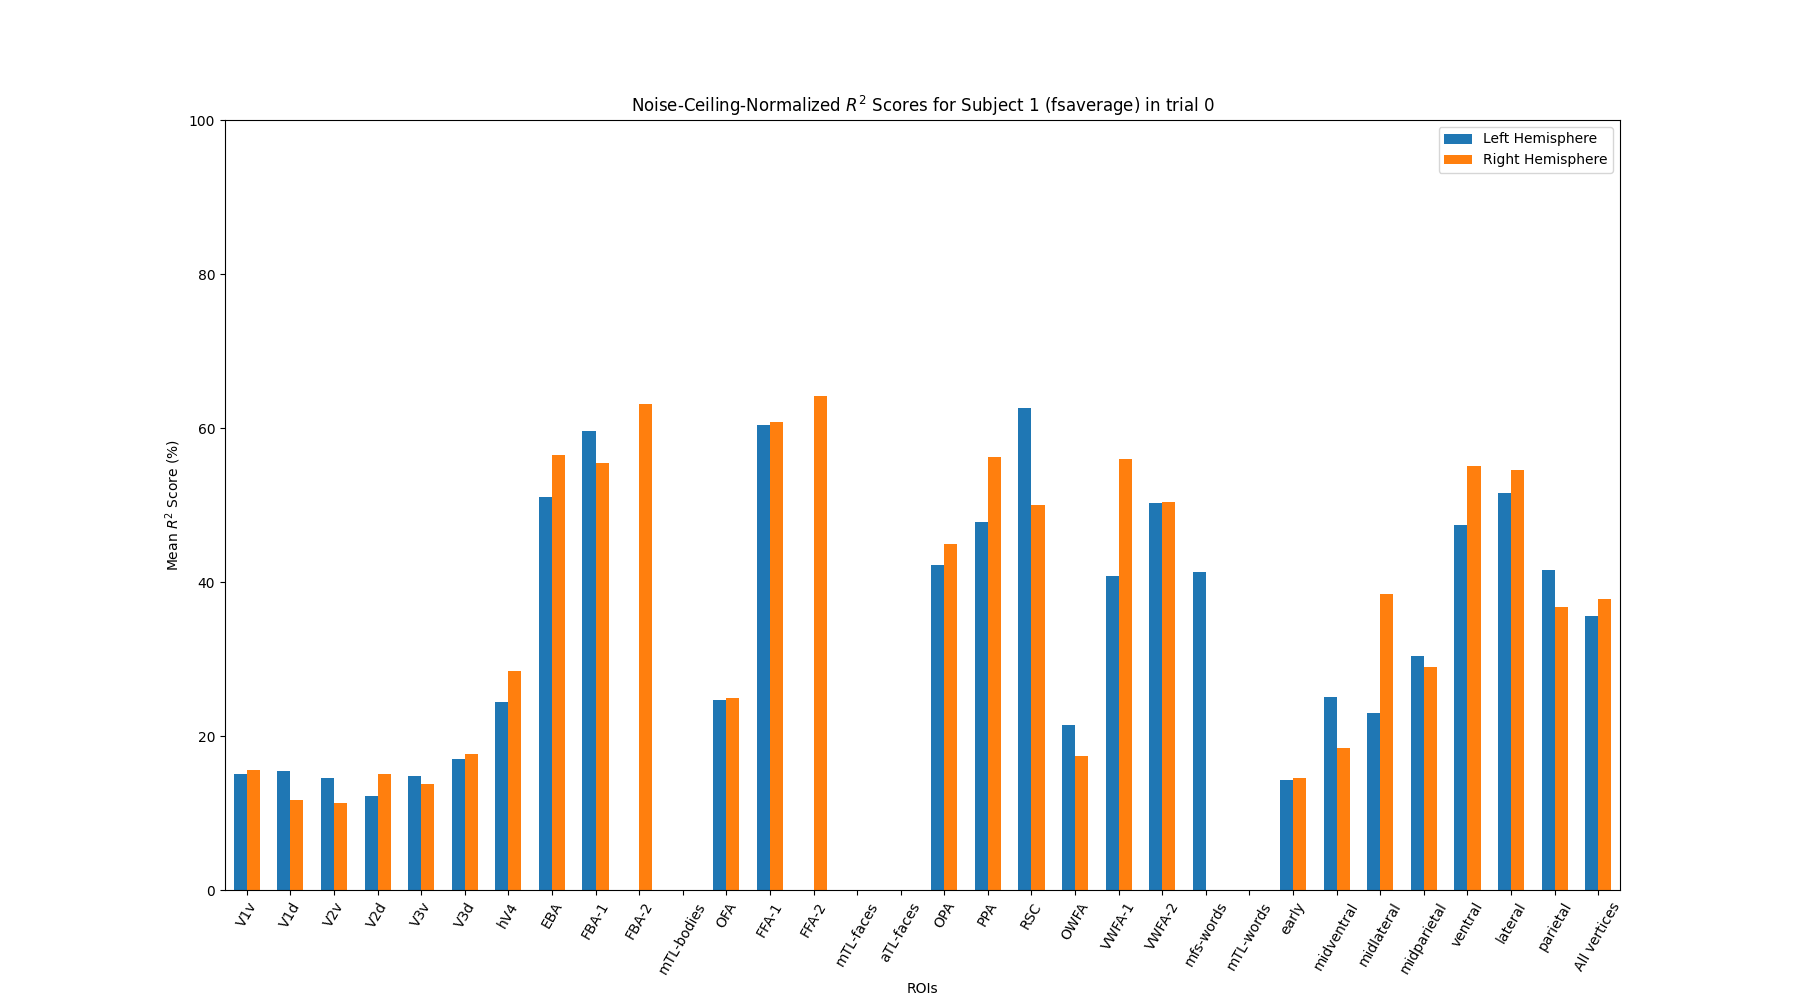 Noise-Ceiling-Normalized R² Scores for Subject 1 (fsaverage) in trial 0
Left Hemisphere
Right Hemisphere
100
80
60
40
20
0
Mean R² Score (%)
V1v
V1d
V2v
V2d
V3v
V3d
hV4
EBA
FBA-1
FBA-2
mTL-bodies
OFA
FFA-1
FFA-2
mTL-faces
aTL-faces
OPA
PPA
RSC
OWFA
VWFA-1
VWFA-2
mfs-words
mTL-words
early
midventral
midlateral
midparietal
ventral
lateral
parietal
All vertices
ROIs